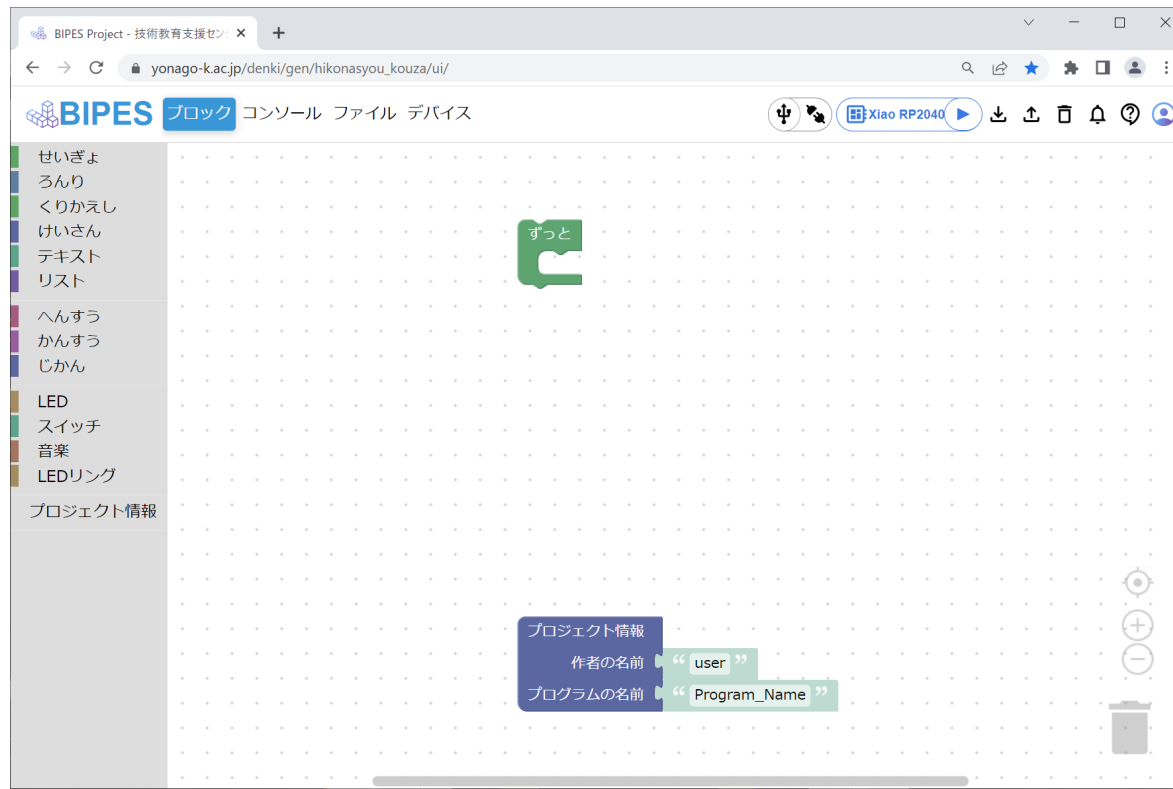 BIPES Project - 技術教育支援セン
yonago-k.ac.jp/denki/gen/hikonasyou_kouza/ui/
BIPES ブロック コンソール ファイル デバイス Xiao RP2040
せいぎょ
ろんり
くりかえし
けいさん
テキスト
リスト
へんすう
かんすう
じかん
LED
スイッチ
音楽
LEDリング
プロジェクト情報
ずっと
プロジェクト情報
作者の名前 “ user ”
プログラムの名前 “ Program_Name ”